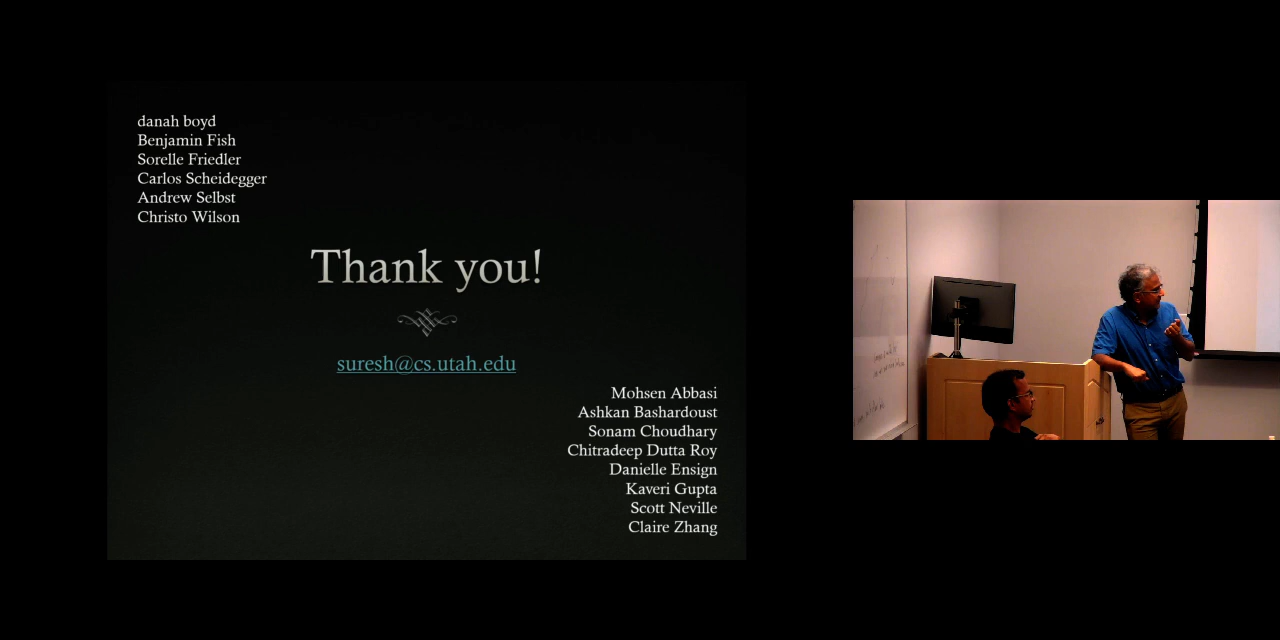 danah boyd
Benjamin Fish
Sorelle Friedler
Carlos Scheidegger
Andrew Selbst
Christo Wilson
Thank you!
suresh@cs.utah.edu
Mohsen Abbasi
Ashkan Bashardoust
Sonam Choudhary
Chitradeep Dutta Roy
Danielle Ensign
Kaveri Gupta
Scott Neville
Claire Zhang